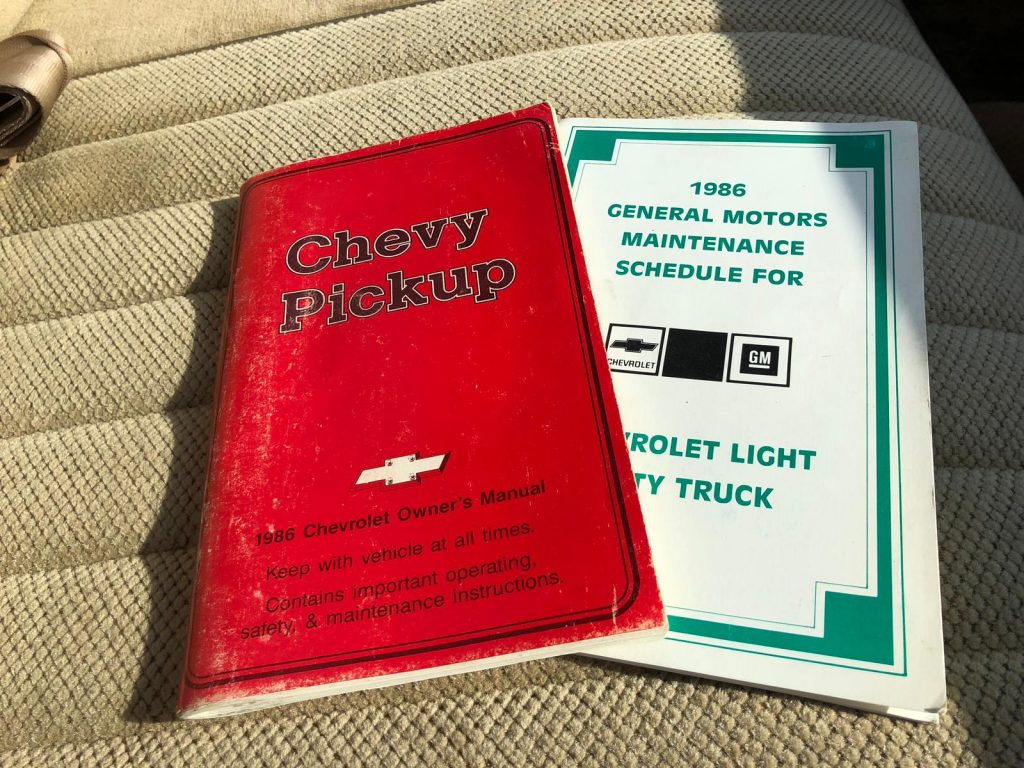 Chevy
Pickup
1986 Chevrolet Owner's Manual
Keep with vehicle at all times.
Contains important operating,
safety, & maintenance instructions.
1986
GENERAL MOTORS
MAINTENANCE
SCHEDULE FOR
CHEVROLET
GM
VROLET LIGHT
TY TRUCK